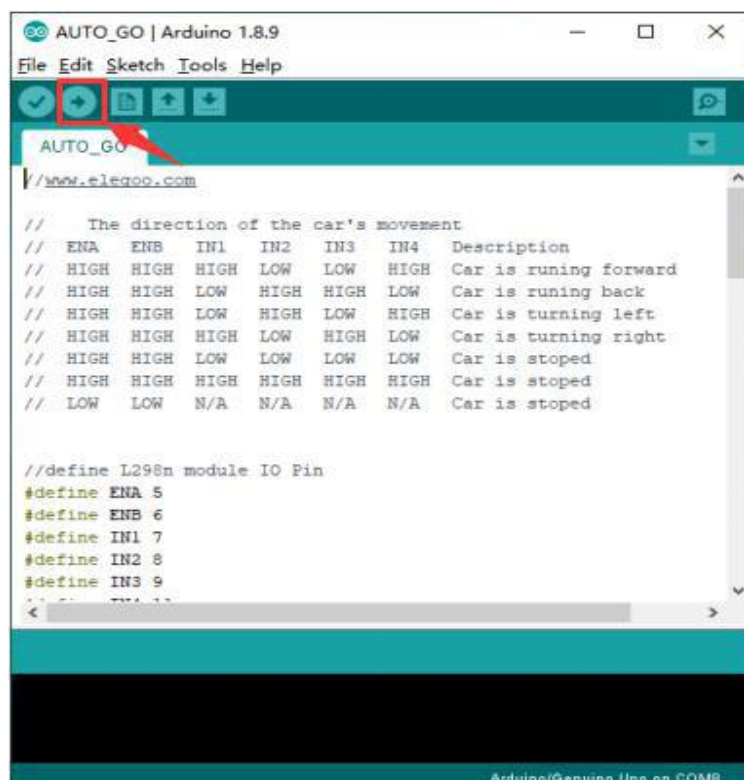 AUTO_GO | Arduino 1.8.9
File Edit Sketch Tools Help
AUTO_GO
//www.elegoo.com
// The direction of the car's movement
// ENA ENB IN1 IN2 IN3 IN4 Description
// HIGH HIGH HIGH LOW LOW HIGH Car is runing forward
// HIGH HIGH LOW HIGH HIGH LOW Car is runing back
// HIGH HIGH LOW HIGH LOW HIGH Car is turning left
// HIGH HIGH HIGH LOW HIGH LOW Car is turning right
// HIGH HIGH LOW LOW LOW LOW Car is stoped
// HIGH HIGH HIGH HIGH HIGH HIGH Car is stoped
// LOW LOW N/A N/A N/A N/A Car is stoped
//define L298n module IO Pin
#define ENA 5
#define ENB 6
#define IN1 7
#define IN2 8
#define IN3 9
Arduino/Genuino Uno on